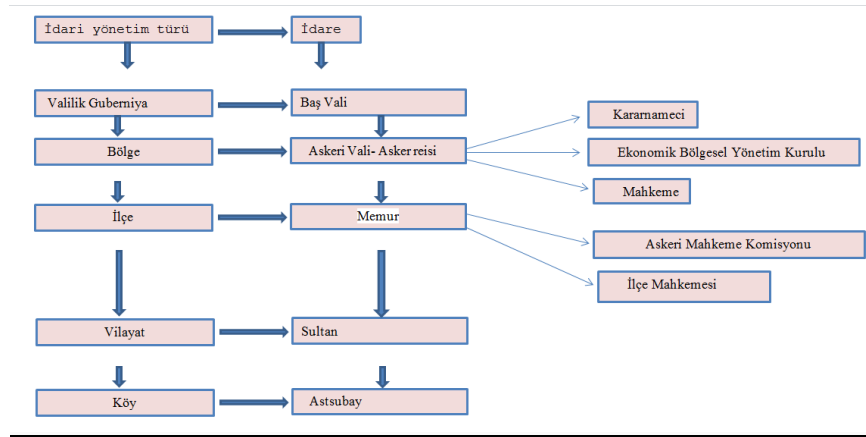 İdari yönetim türü
İdare
Valilik Guberniya
Baş Vali
Kararnameci
Bölge
Askeri Vali- Asker reisi
Ekonomik Bölgesel Yönetim Kurulu
Mahkeme
İlçe
Memur
Askeri Mahkeme Komisyonu
İlçe Mahkemesi
Vilayat
Sultan
Köy
Astsubay